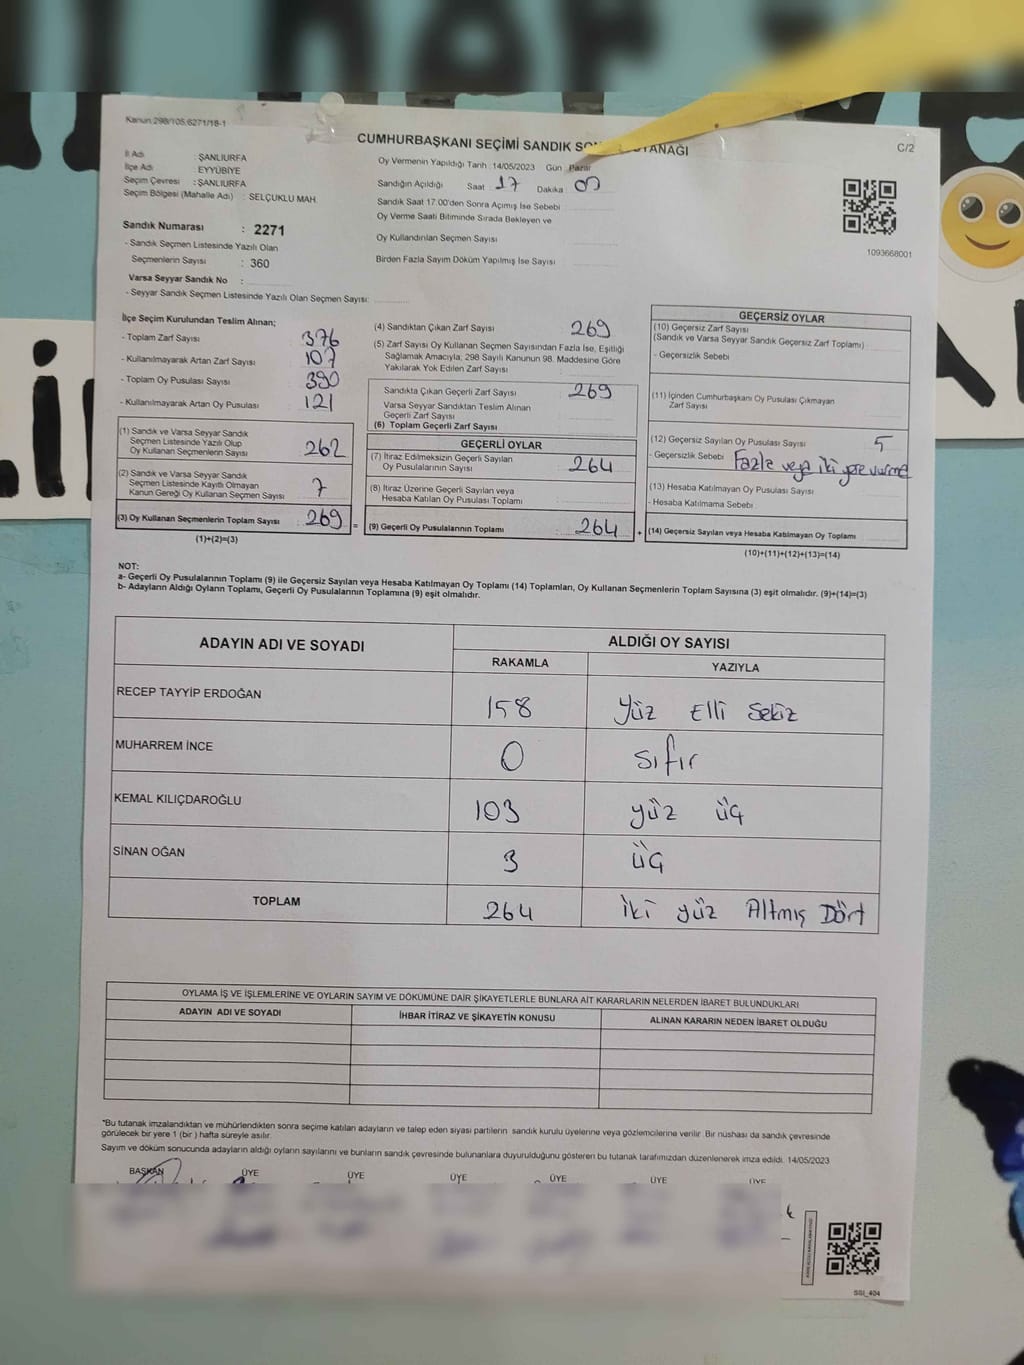 Kanun:298/105,6271/18-1
CUMHURBAŞKANI SEÇİMİ SANDIK
C/2
İl Adı : ŞANLIURFA
İlçe Adı : EYYÜBİYE
Seçim Çevresi : ŞANLIURFA
Seçim Bölgesi (Mahalle Adı) : SELÇUKLU MAH.
Sandık Numarası : 2271
- Sandık Seçmen Listesinde Yazılı Olan
Seçmenlerin Sayısı : 360
Varsa Seyyar Sandık No :
- Seyyar Sandık Seçmen Listesinde Yazılı Olan Seçmen Sayısı:
Oy Vermenin Yapıldığı Tarih :14/05/2023 Gün : Pazar
Sandığın Açıldığı Saat : 17 Dakika
Sandık Saat 17.00'den Sonra Açımış İse Sebebi
Oy Verme Saati Bitiminde Sırada Bekleyen ve
Oy Kullandırılan Seçmen Sayısı
Birden Fazla Sayım Döküm Yapılmış İse Sayısı
1093668001
İlçe Seçim Kurulundan Teslim Alınan;
- Toplam Zarf Sayısı : 376
- Kullanılmayarak Artan Zarf Sayısı : 107
- Toplam Oy Pusulası Sayısı : 390
- Kullanılmayarak Artan Oy Pusulası : 121
(1) Sandık ve Varsa Seyyar Sandık
Seçmen Listesinde Yazılı Olup
Oy Kullanan Seçmenlerin Sayısı : 262
(2) Sandık ve Varsa Seyyar Sandık
Seçmen Listesinde Kayıtlı Olmayan
Kanun Gereği Oy Kullanan Seçmen Sayısı : 7
(3) Oy Kullanan Seçmenlerin Toplam Sayısı : 269
(1)+(2)=(3)
(4) Sandıktan Çıkan Zarf Sayısı 269
(5) Zarf Sayısı Oy Kullanan Seçmen Sayısından Fazla İse, Eşitliği
Sağlamak Amacıyla; 298 Sayılı Kanunun 98. Maddesine Göre
Yakılarak Yok Edilen Zarf Sayısı
Sandıkta Çıkan Geçerli Zarf Sayısı : 269
Varsa Seyyar Sandıktan Teslim Alınan
Geçerli Zarf Sayısı
(6) Toplam Geçerli Zarf Sayısı
GEÇERLİ OYLAR
(7) İtiraz Edilmeksizin Geçerli Sayılan
Oy Pusulalarının Sayısı : 264
(8) İtiraz Üzerine Geçerli Sayılan veya
Hesaba Katılan Oy Pusulası Toplamı
= (9) Geçerli Oy Pusulalarının Toplamı : 264
GEÇERSİZ OYLAR
(10) Geçersiz Zarf Sayısı
(Sandık ve Varsa Seyyar Sandık Geçersiz Zarf Toplamı)
- Geçersizlik Sebebi
(11) İçinden Cumhurbaşkanı Oy Pusulası Çıkmayan
Zarf Sayısı
(12) Geçersiz Sayılan Oy Pusulası Sayısı 5
- Geçersizlik Sebebi Fazla veya iki yere vurma
(13) Hesaba Katılmayan Oy Pusulası Sayısı
- Hesaba Katılmama Sebebi
+ (14) Geçersiz Sayılan veya Hesaba Katılmayan Oy Toplamı
(10)+(11)+(12)+(13)=(14)
NOT:
a- Geçerli Oy Pusulalarının Toplamı (9) ile Geçersiz Sayılan veya Hesaba Katılmayan Oy Toplamı (14) Toplamları, Oy Kullanan Seçmenlerin Toplam Sayısına (3) eşit olmalıdır. (9)+(14)=(3)
b- Adayların Aldığı Oyların Toplamı, Geçerli Oy Pusulalarının Toplamına (9) eşit olmalıdır.
ADAYIN ADI VE SOYADI
ALDIĞI OY SAYISI
RAKAMLA YAZIYLA
RECEP TAYYİP ERDOĞAN 158 Yüz Elli Sekiz
MUHARREM İNCE 0 sıfır
KEMAL KILIÇDAROĞLU 103 yüz üç
SİNAN OĞAN 3 üç
TOPLAM 264 iki yüz Altmış Dört
OYLAMA İŞ VE İŞLEMLERİNE VE OYLARIN SAYIM VE DÖKÜMÜNE DAİR ŞİKAYETLERLE BUNLARA AİT KARARLARIN NELERDEN İBARET BULUNDUKLARI
ADAYIN ADI VE SOYADI İHBAR İTİRAZ VE ŞİKAYETİN KONUSU ALINAN KARARIN NEDEN İBARET OLDUĞU
*Bu tutanak imzalandıktan ve mühürlendikten sonra seçime katılan adayların ve talep eden siyasi partilerin sandık kurulu üyelerine veya gözlemcilerine verilir. Bir nüshası da sandık çevresinde
görülecek bir yere 1 (bir ) hafta süreyle asılır.
Sayım ve döküm sonucunda adayların aldığı oyların sayılarını ve bunların sandık çevresinde bulunanlara duyurulduğunu gösteren bu tutanak tarafımızdan düzenlenerek imza edildi. 14/05/2023
BAŞKAN ÜYE ÜYE ÜYE ÜYE ÜYE ÜYE
SSI_404